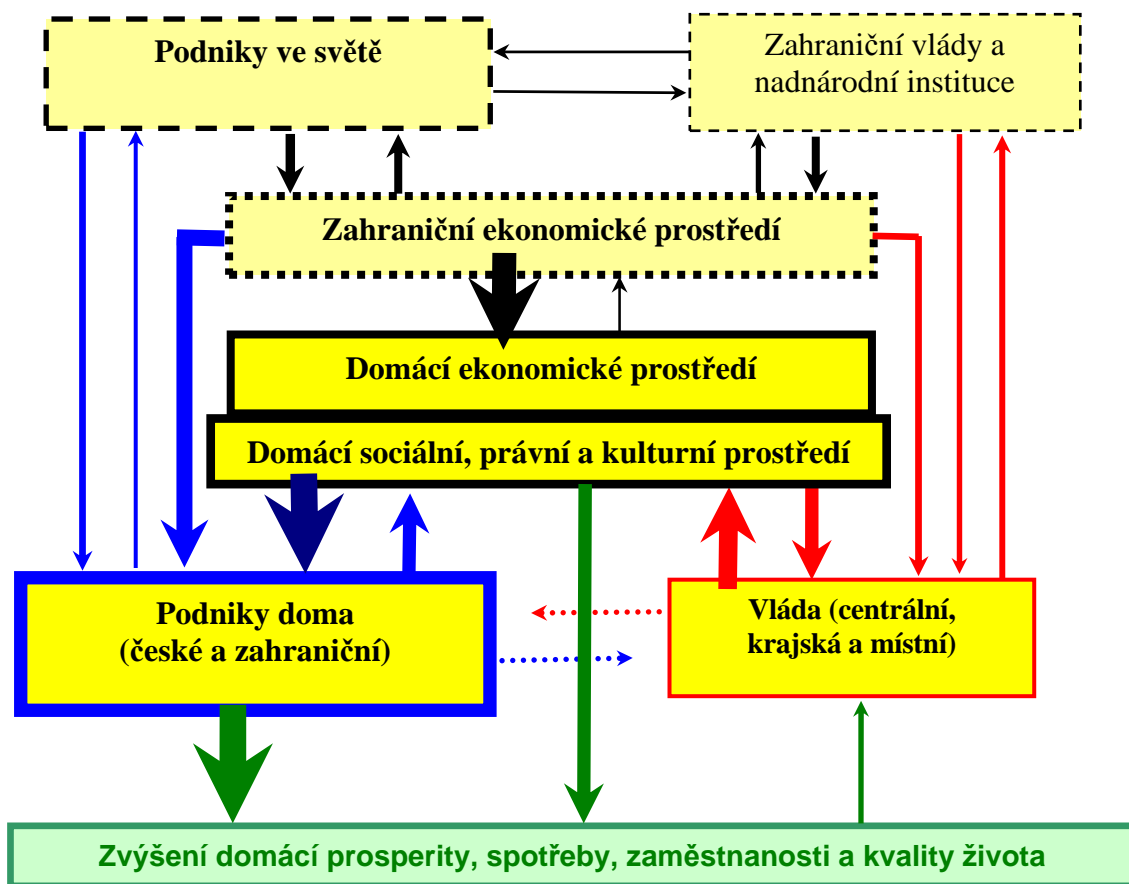 Podniky ve světě
Zahraniční vlády a
nadnárodní instituce
Zahraniční ekonomické prostředí
Domácí ekonomické prostředí
Domácí sociální, právní a kulturní prostředí
Podniky doma
(české a zahraniční)
Vláda (centrální,
krajská a místní)
Zvýšení domácí prosperity, spotřeby, zaměstnanosti a kvality života